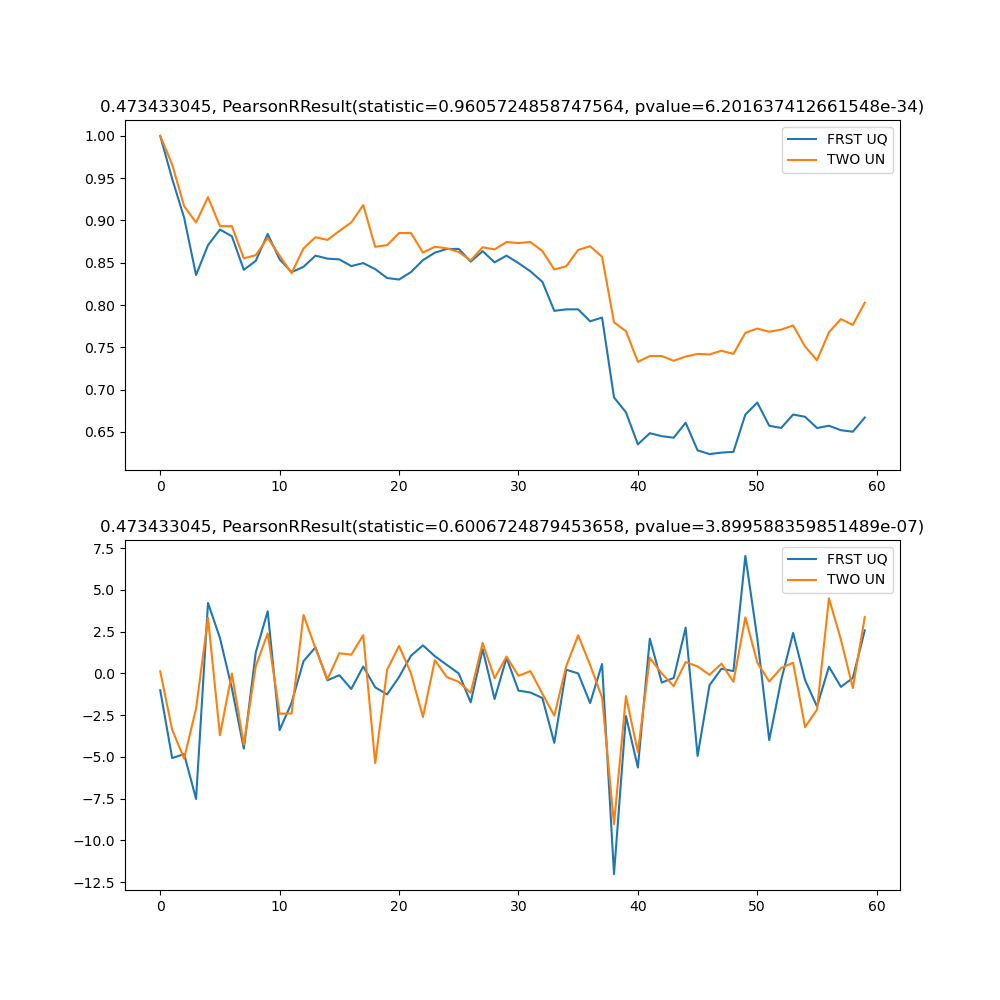 0.473433045, PearsonRResult(statistic=0.9605724858747564, pvalue=6.201637412661548e-34)
FRST UQ
TWO UN
1.00
0.95
0.90
0.85
0.80
0.75
0.70
0.65
0 10 20 30 40 50 60
0.473433045, PearsonRResult(statistic=0.6006724879453658, pvalue=3.899588359851489e-07)
FRST UQ
TWO UN
7.5
5.0
2.5
0.0
−2.5
−5.0
−7.5
−10.0
−12.5
0 10 20 30 40 50 60